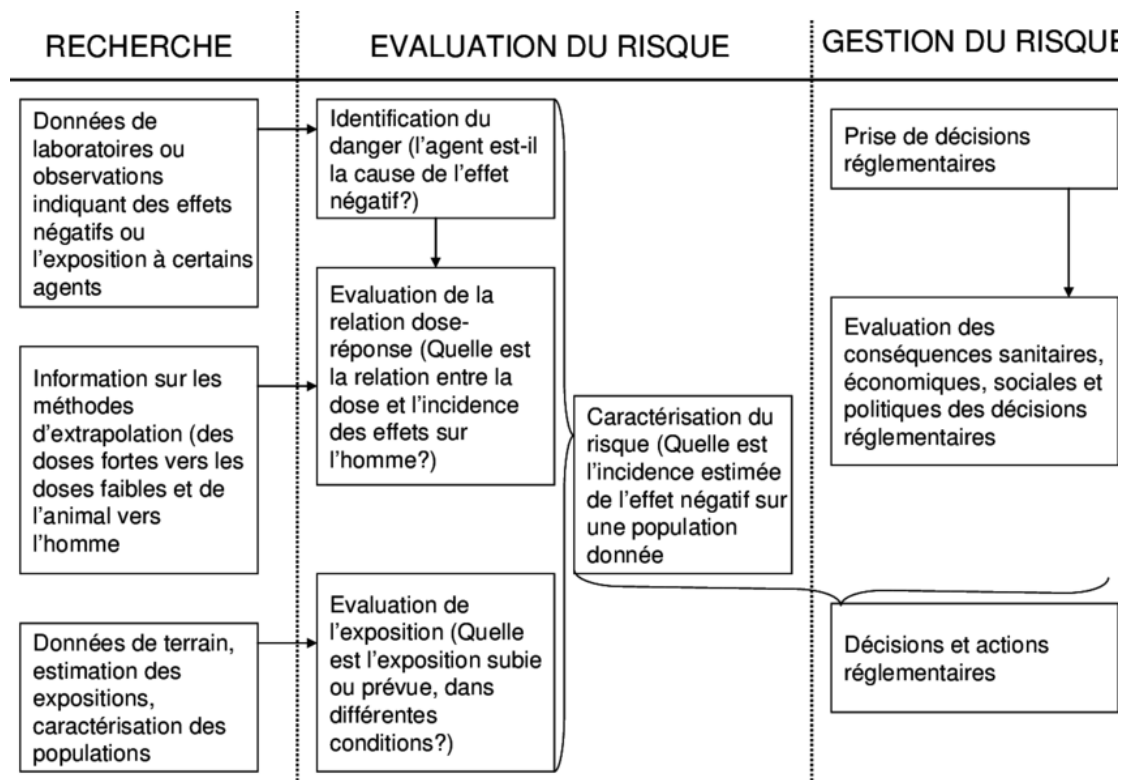 RECHERCHE
EVALUATION DU RISQUE
GESTION DU RISQUE
Données de
laboratoires ou
observations
indiquant des effets
négatifs ou
l'exposition à certains
agents
Information sur les
méthodes
d'extrapolation (des
doses fortes vers les
doses faibles et de
l'animal vers
l'homme
Données de terrain,
estimation des
expositions,
caractérisation des
populations
Identification du
danger (l'agent est-il
la cause de l'effet
négatif?)
Evaluation de la
relation dose-
réponse (Quelle est
la relation entre la
dose et l'incidence
des effets sur
l'homme?)
Evaluation de
l'exposition (Quelle
est l'exposition subie
ou prévue, dans
différentes
conditions?)
Caractérisation du
risque (Quelle est
l'incidence estimée
de l'effet négatif sur
une population
donnée
Prise de décisions
réglementaires
Evaluation des
conséquences sanitaires,
économiques, sociales et
politiques des décisions
réglementaires
Décisions et actions
réglementaires